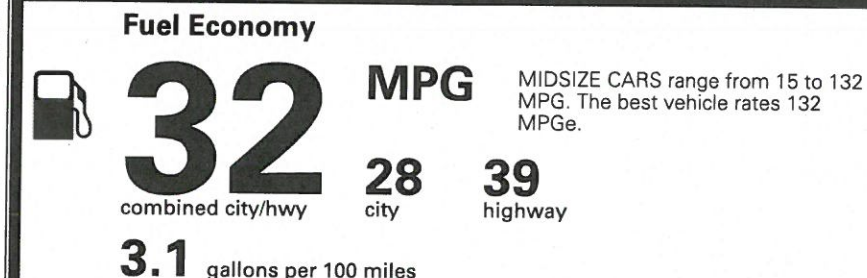 Fuel Economy
32
MPG
MIDSIZE CARS range from 15 to 132
MPG. The best vehicle rates 132
MPGe.
combined city/hwy
28
city
39
highway
3.1 gallons per 100 miles